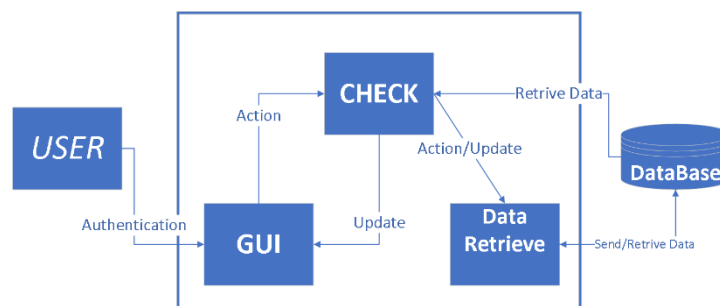 CHECK
Retrive Data
Action
USER
Action/Update
DataBase
Authentication
GUI
Update
Data
Retrieve
Send/Retrive Data